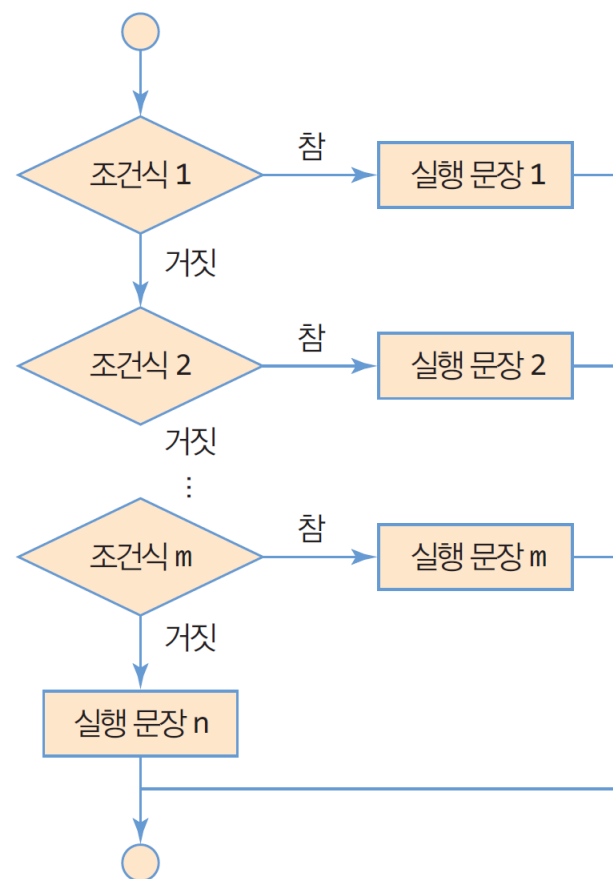 조건식 1
참
실행 문장 1
거짓
조건식 2
참
실행 문장 2
거짓
⋮
조건식 m
참
실행 문장 m
거짓
실행 문장 n